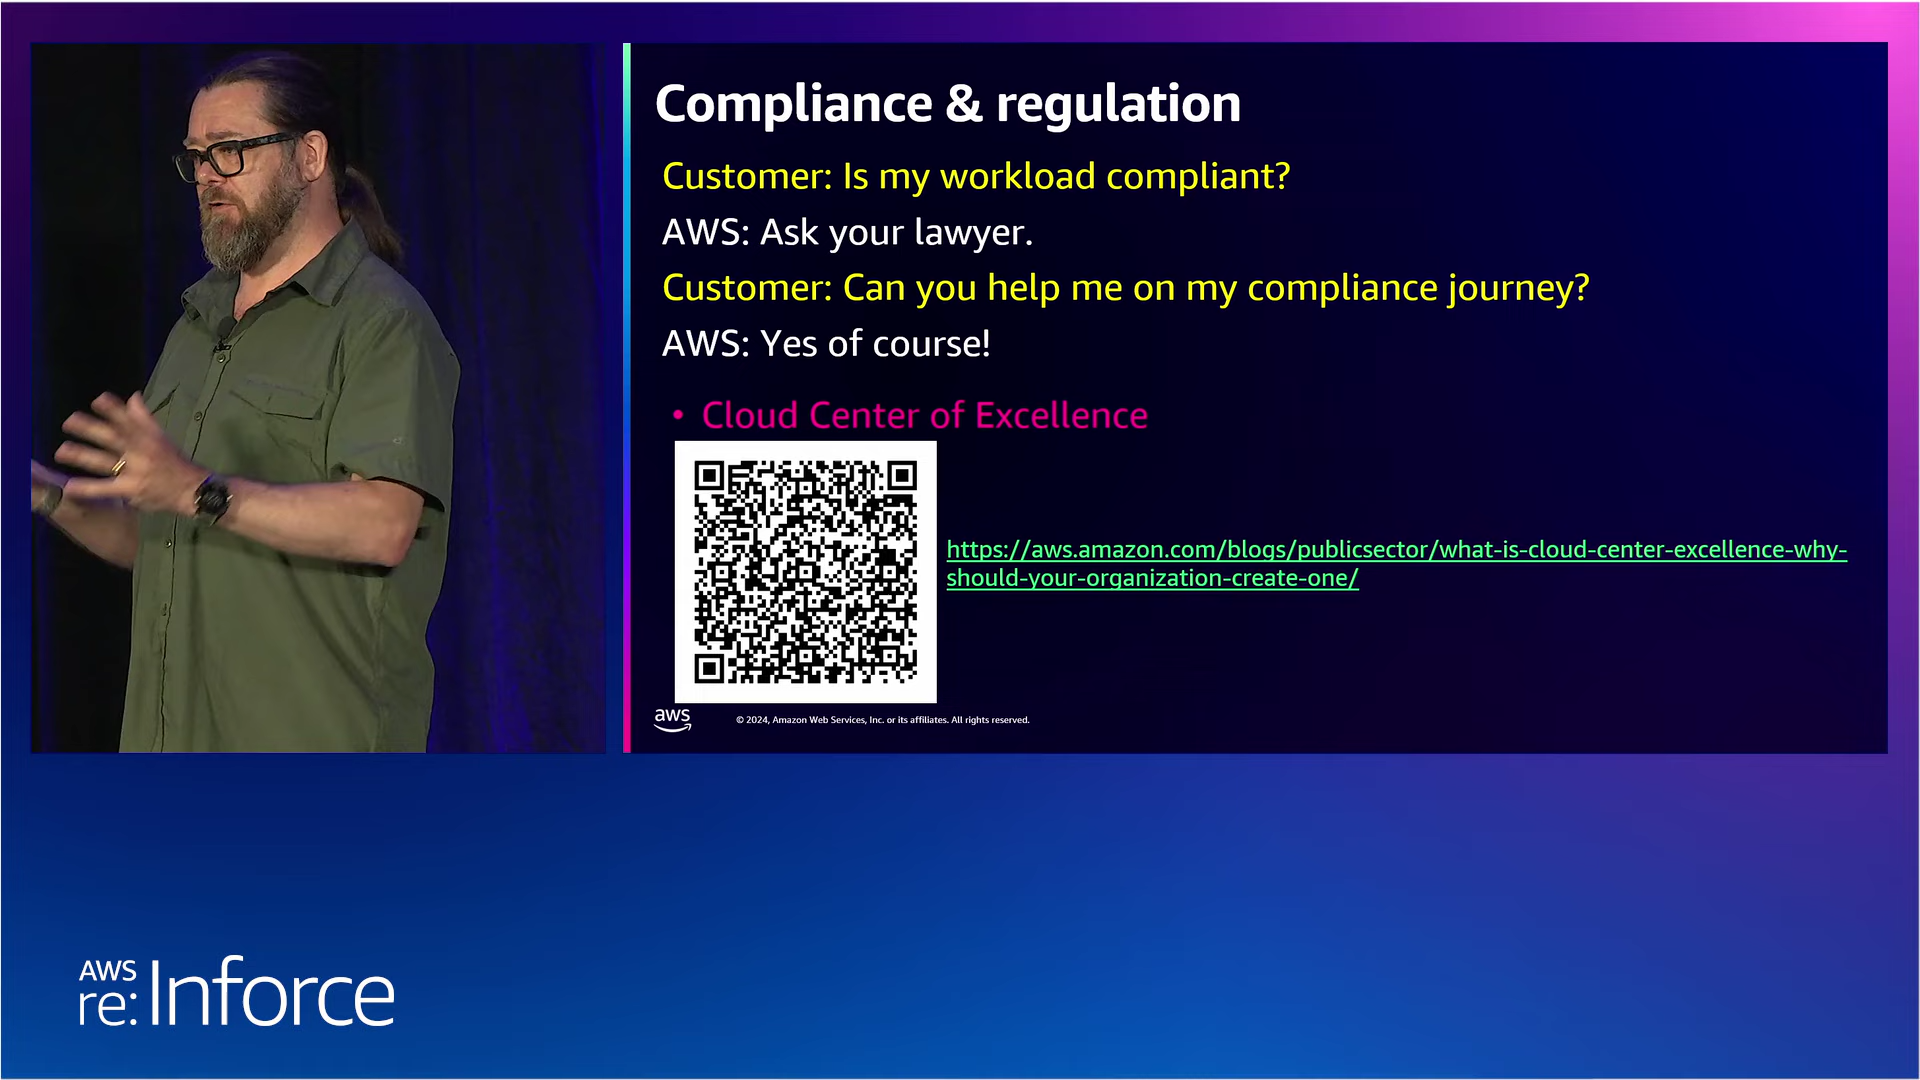 Compliance & regulation
Customer: Is my workload compliant?
AWS: Ask your lawyer.
Customer: Can you help me on my compliance journey?
AWS: Yes of course!
• Cloud Center of Excellence
https://aws.amazon.com/blogs/publicsector/what-is-cloud-center-excellence-why-
should-your-organization-create-one/
aws
© 2024, Amazon Web Services, Inc. or its affiliates. All rights reserved.
AWS
re:Inforce